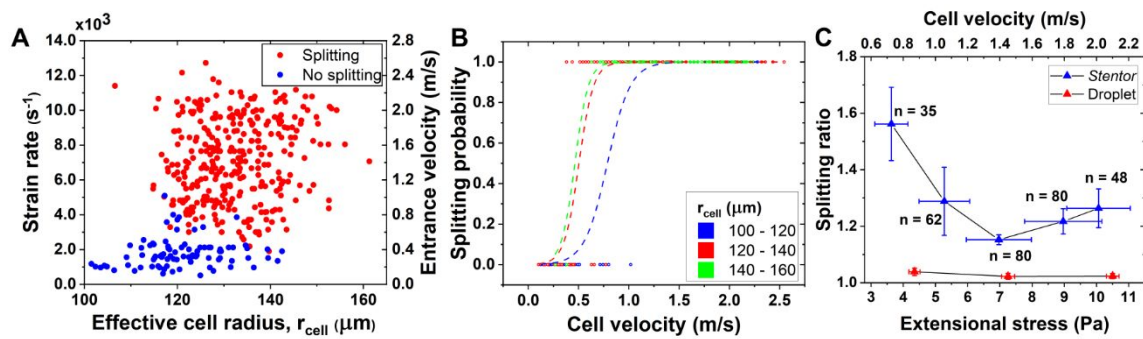 A
×10³
14.0
12.0
10.0
8.0
6.0
4.0
2.0
0.0
Strain rate (s⁻¹)
Splitting
No splitting
2.8
2.4
2.0
1.6
1.2
0.8
0.4
0.0
Entrance velocity (m/s)
100 120 140 160
Effective cell radius, r_cell (μm)
B
1.0
0.8
0.6
0.4
0.2
0.0
Splitting probability
r_cell (μm)
100 - 120
120 - 140
140 - 160
0.0 0.5 1.0 1.5 2.0 2.5
Cell velocity (m/s)
C
Cell velocity (m/s)
0.6 0.8 1.0 1.2 1.4 1.6 1.8 2.0 2.2
1.8
1.6
1.4
1.2
1.0
Splitting ratio
Stentor
Droplet
n = 35
n = 62
n = 80
n = 80
n = 48
3 4 5 6 7 8 9 10 11
Extensional stress (Pa)